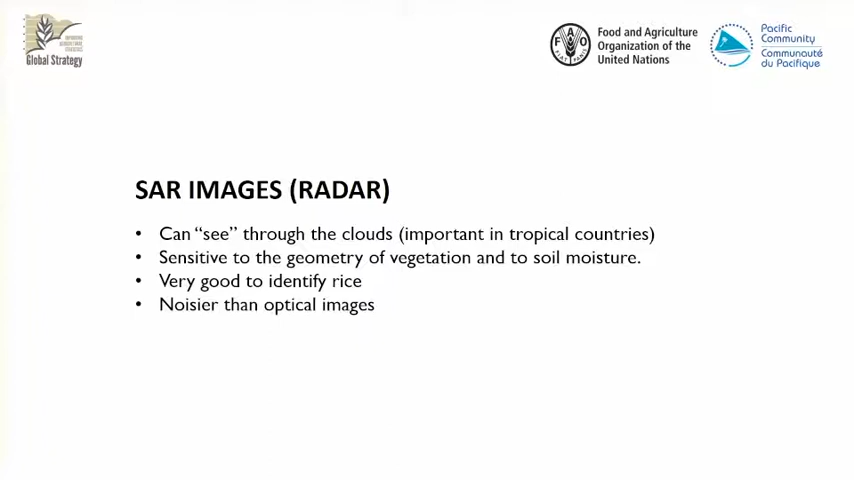 Global Strategy
Food and Agriculture
Organization of the
United Nations
Pacific
Community
Communauté
du Pacifique
SAR IMAGES (RADAR)
• Can “see” through the clouds (important in tropical countries)
• Sensitive to the geometry of vegetation and to soil moisture.
• Very good to identify rice
• Noisier than optical images